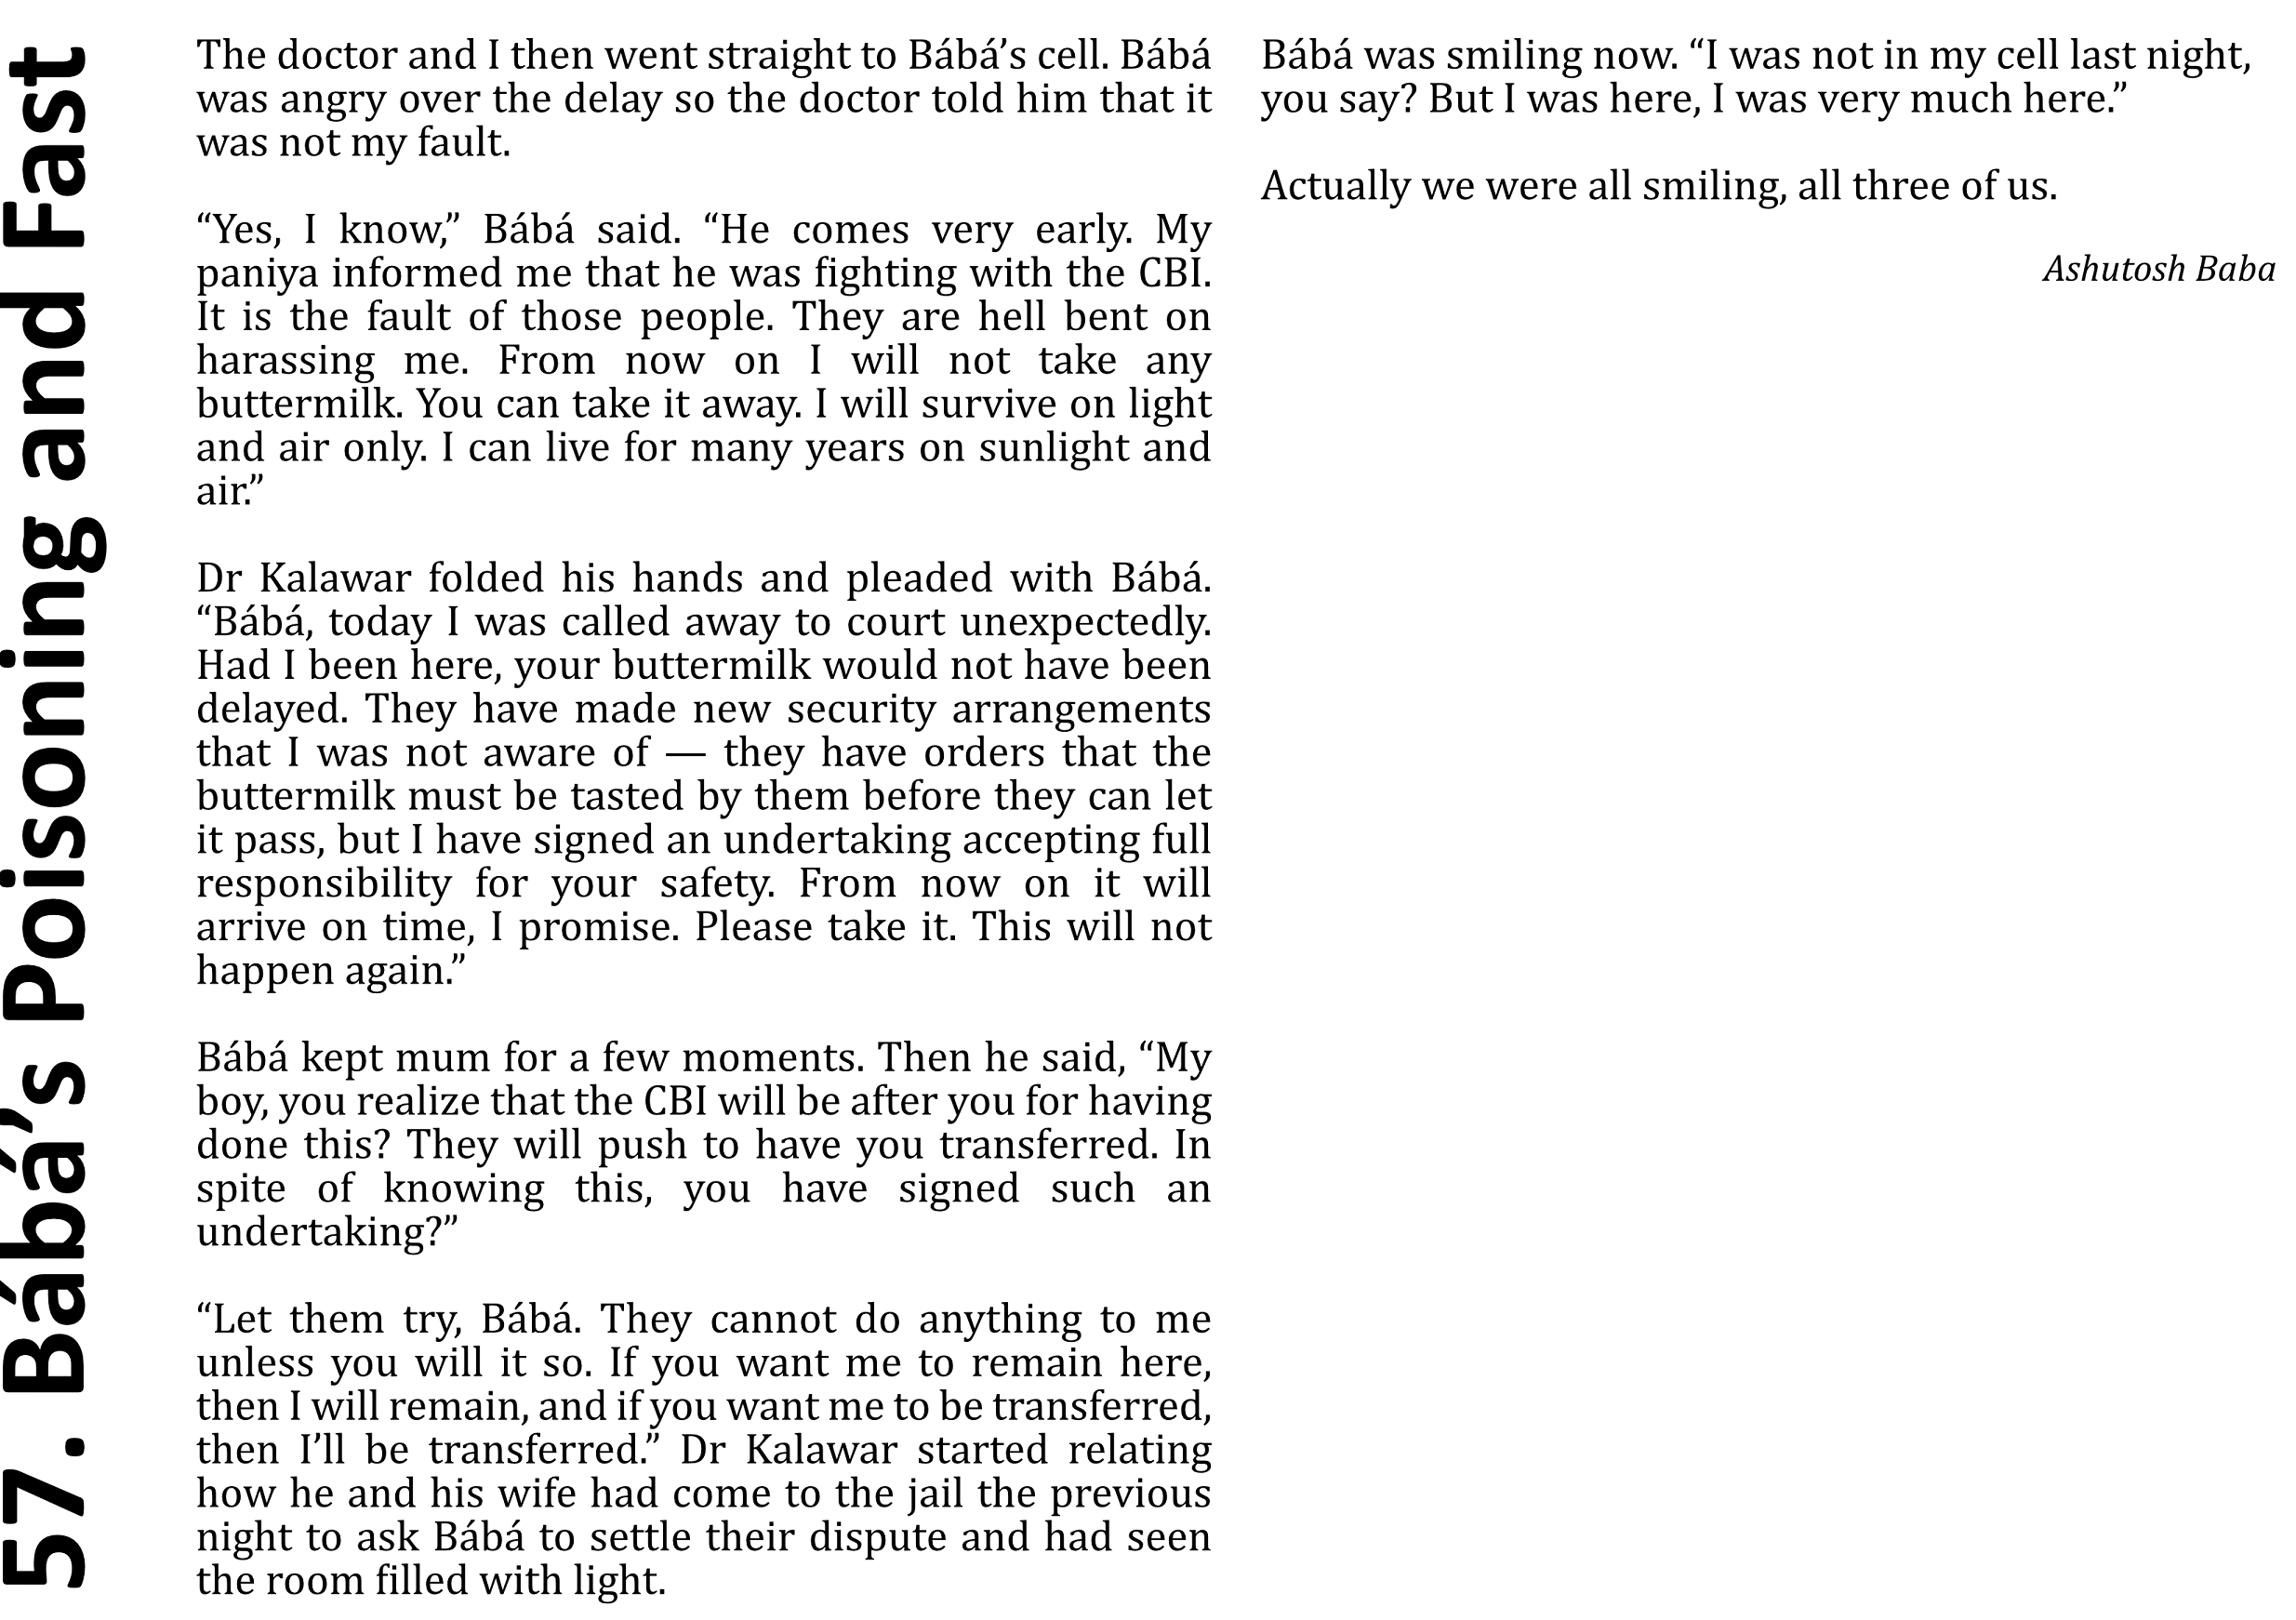 57. Bábá’s Poisoning and Fast
The doctor and I then went straight to Bábá’s cell. Bábá
was angry over the delay so the doctor told him that it
was not my fault.
“Yes, I know,” Bábá said. “He comes very early. My
paniya informed me that he was fighting with the CBI.
It is the fault of those people. They are hell bent on
harassing me. From now on I will not take any
buttermilk. You can take it away. I will survive on light
and air only. I can live for many years on sunlight and
air.”
Dr Kalawar folded his hands and pleaded with Bábá.
“Bábá, today I was called away to court unexpectedly.
Had I been here, your buttermilk would not have been
delayed. They have made new security arrangements
that I was not aware of — they have orders that the
buttermilk must be tasted by them before they can let
it pass, but I have signed an undertaking accepting full
responsibility for your safety. From now on it will
arrive on time, I promise. Please take it. This will not
happen again.”
Bábá kept mum for a few moments. Then he said, “My
boy, you realize that the CBI will be after you for having
done this? They will push to have you transferred. In
spite of knowing this, you have signed such an
undertaking?”
“Let them try, Bábá. They cannot do anything to me
unless you will it so. If you want me to remain here,
then I will remain, and if you want me to be transferred,
then I’ll be transferred.” Dr Kalawar started relating
how he and his wife had come to the jail the previous
night to ask Bábá to settle their dispute and had seen
the room filled with light.
Bábá was smiling now. “I was not in my cell last night,
you say? But I was here, I was very much here.”
Actually we were all smiling, all three of us.
Ashutosh Baba